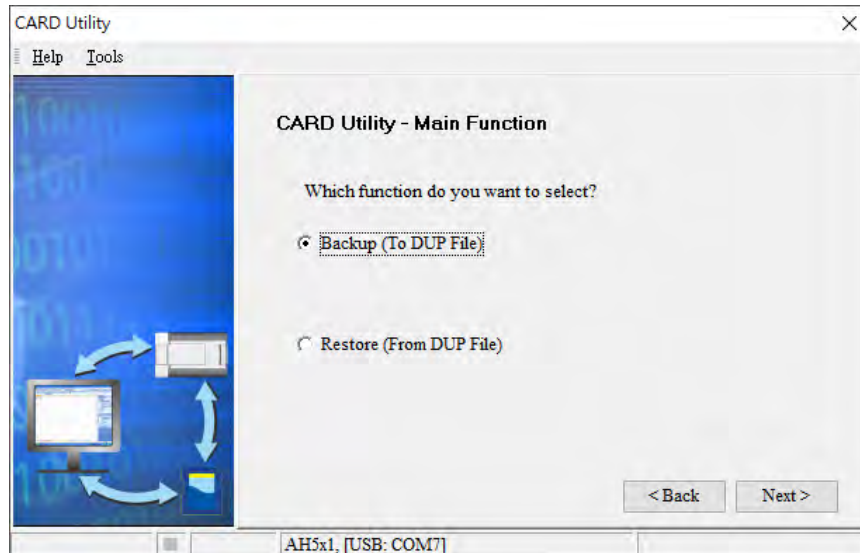 CARD Utility
Help Tools
CARD Utility - Main Function
Which function do you want to select?
Backup (To DUP File)
Restore (From DUP File)
< Back Next >
AH5x1, [USB: COM7]